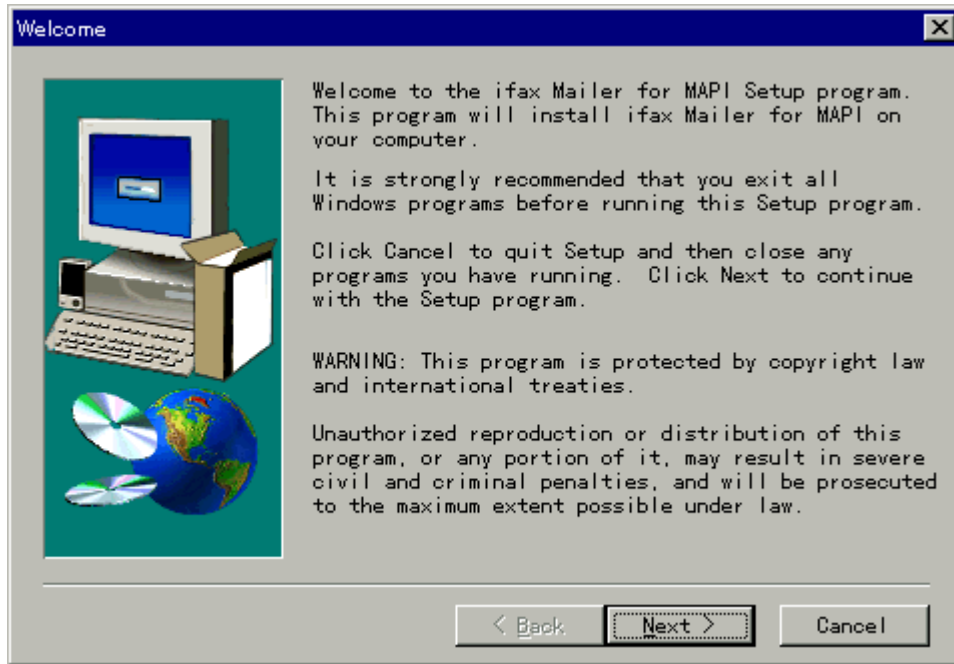 Welcome
Welcome to the ifax Mailer for MAPI Setup program.
This program will install ifax Mailer for MAPI on
your computer.
It is strongly recommended that you exit all
Windows programs before running this Setup program.
Click Cancel to quit Setup and then close any
programs you have running.  Click Next to continue
with the Setup program.
WARNING: This program is protected by copyright law
and international treaties.
Unauthorized reproduction or distribution of this
program, or any portion of it, may result in severe
civil and criminal penalties, and will be prosecuted
to the maximum extent possible under law.
< Back
Next >
Cancel